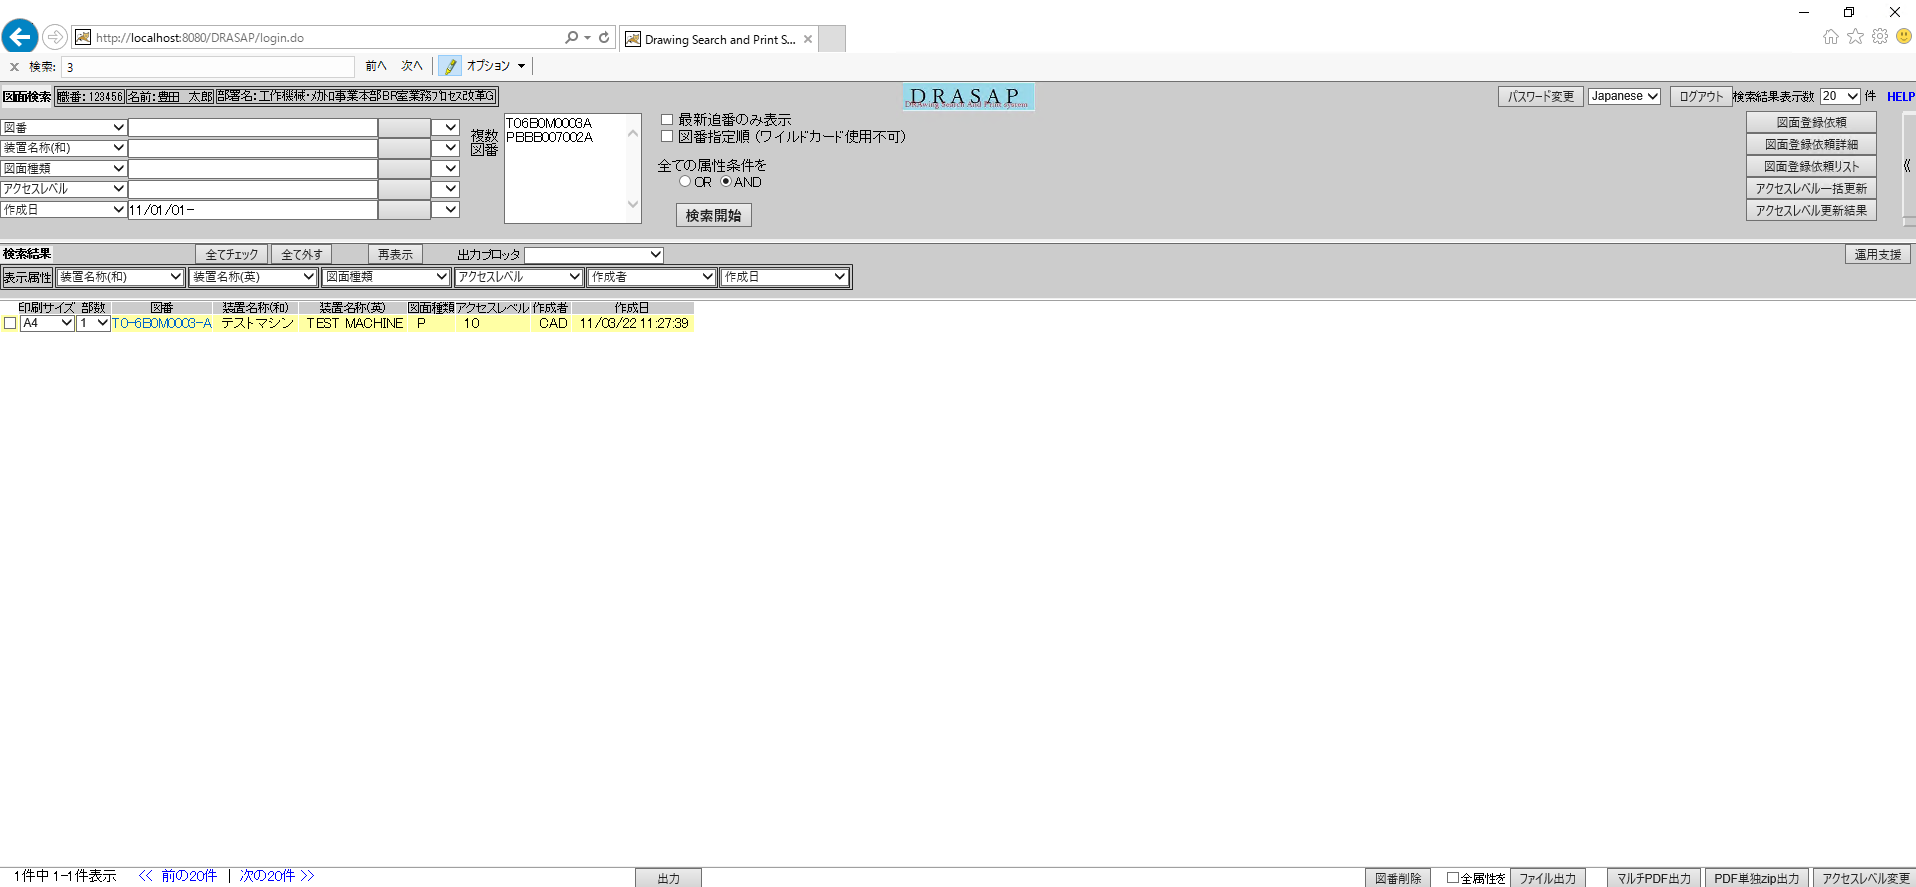 http://localhost:8080/DRASAP/login.do
Drawing Search and Print S...
検索: 3 前へ 次へ オプション
図面検索 職番: 123456 名前: 豊田 太郎 部署名: 工作機械・メカトロ事業本部BR室業務プロセス改革G
DRASAP
DRAwing Search And Print system
パスワード変更 Japanese ログアウト 検索結果表示数 20 件 HELP
図番
装置名称(和)
図面種類
アクセスレベル
作成日 11/01/01-
複数
図番
T06B0M0003A
PBBB007002A
最新追番のみ表示
図番指定順 (ワイルドカード使用不可)
全ての属性条件を
OR AND
検索開始
図面登録依頼
図面登録依頼詳細
図面登録依頼リスト
アクセスレベル一括更新
アクセスレベル更新結果
《
検索結果 全てチェック 全て外す 再表示 出力プロッタ 運用支援
表示属性 装置名称(和) 装置名称(英) 図面種類 アクセスレベル 作成者 作成日
印刷サイズ 部数 図番 装置名称(和) 装置名称(英) 図面種類 アクセスレベル 作成者 作成日
A4 1 T0-6B0M0003-A テストマシン TEST MACHINE P 10 CAD 11/03/22 11:27:39
1件中 1-1件表示 << 前の20件 | 次の20件 >> 出力 図番削除 全属性を ファイル出力 マルチPDF出力 PDF単独zip出力 アクセスレベル変更